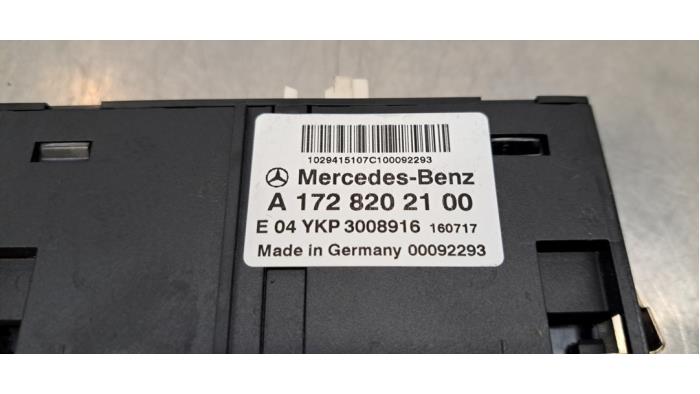 1029415107C100092293
Mercedes-Benz
A 172 820 21 00
E 04 YKP 3008916 160717
Made in Germany 00092293